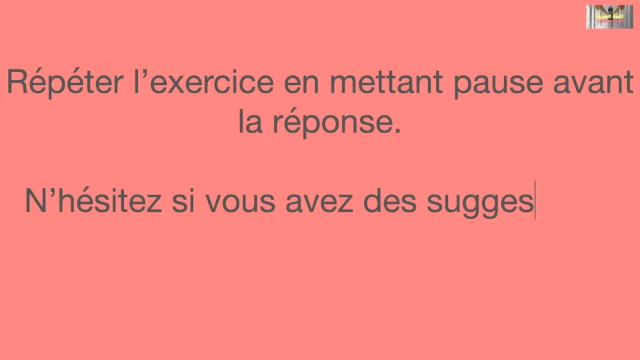 Répéter l’exercice en mettant pause avant
la réponse.
N’hésitez si vous avez des sugges